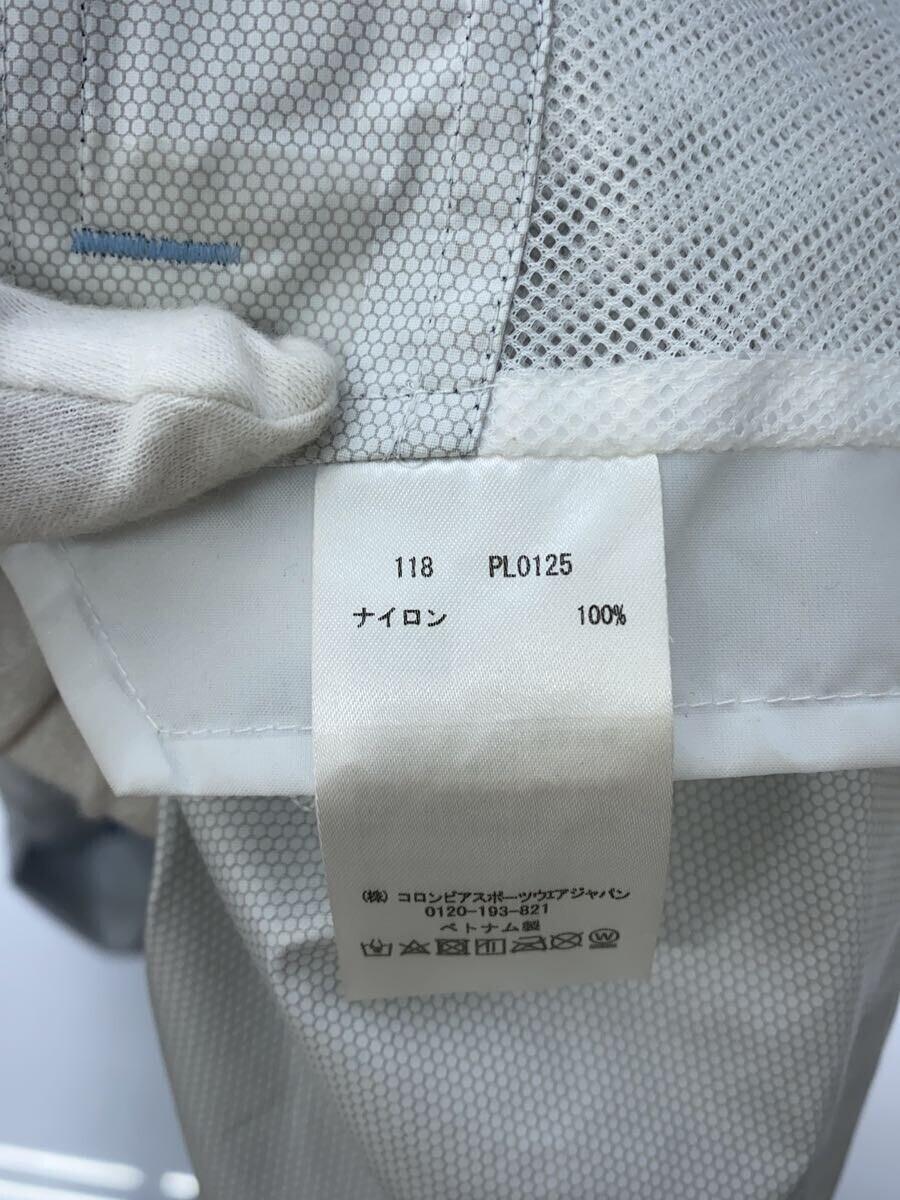 118 PL0125
ナイロン 100%
(株) コロンビアスポーツウエアジャパン
0120-193-821
ベトナム製
W